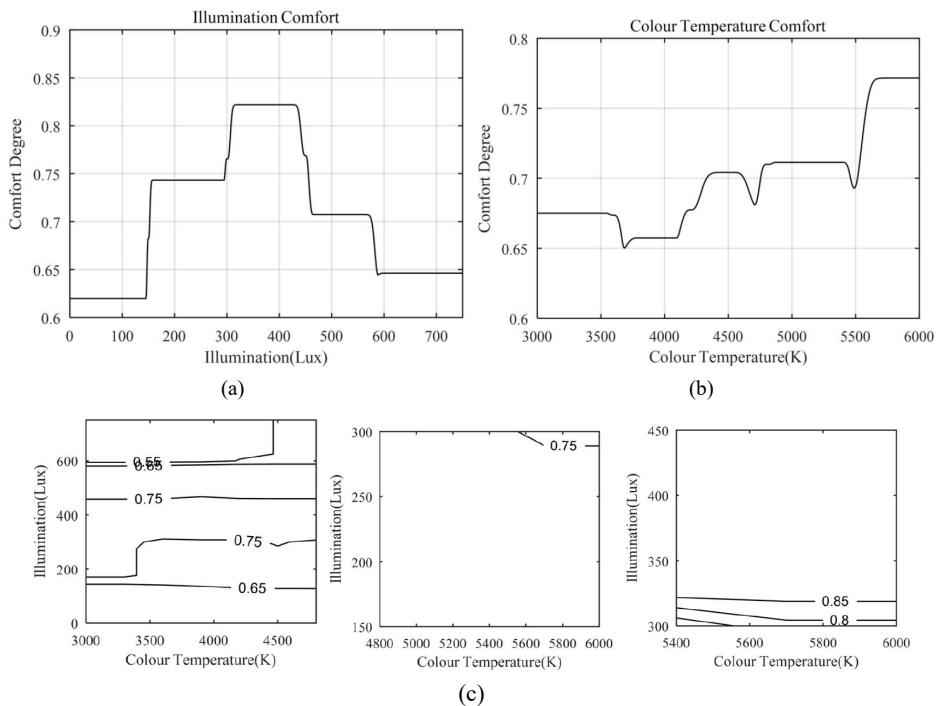 Illumination Comfort
0.9
0.85
0.8
0.75
0.7
0.65
0.6
Comfort Degree
0 100 200 300 400 500 600 700
Illumination(Lux)
(a)
Colour Temperature Comfort
0.8
0.75
0.7
0.65
0.6
Comfort Degree
3000 3500 4000 4500 5000 5500 6000
Colour Temperature(K)
(b)
600
400
200
0
Illumination(Lux)
0.65
0.75
0.75
0.65
3000 3500 4000 4500
Colour Temperature(K)
300
250
200
150
Illumination(Lux)
0.75
4800 5000 5200 5400 5600 5800 6000
Colour Temperature(K)
450
400
350
300
Illumination(Lux)
0.85
0.8
5400 5600 5800 6000
Colour Temperature(K)
(c)